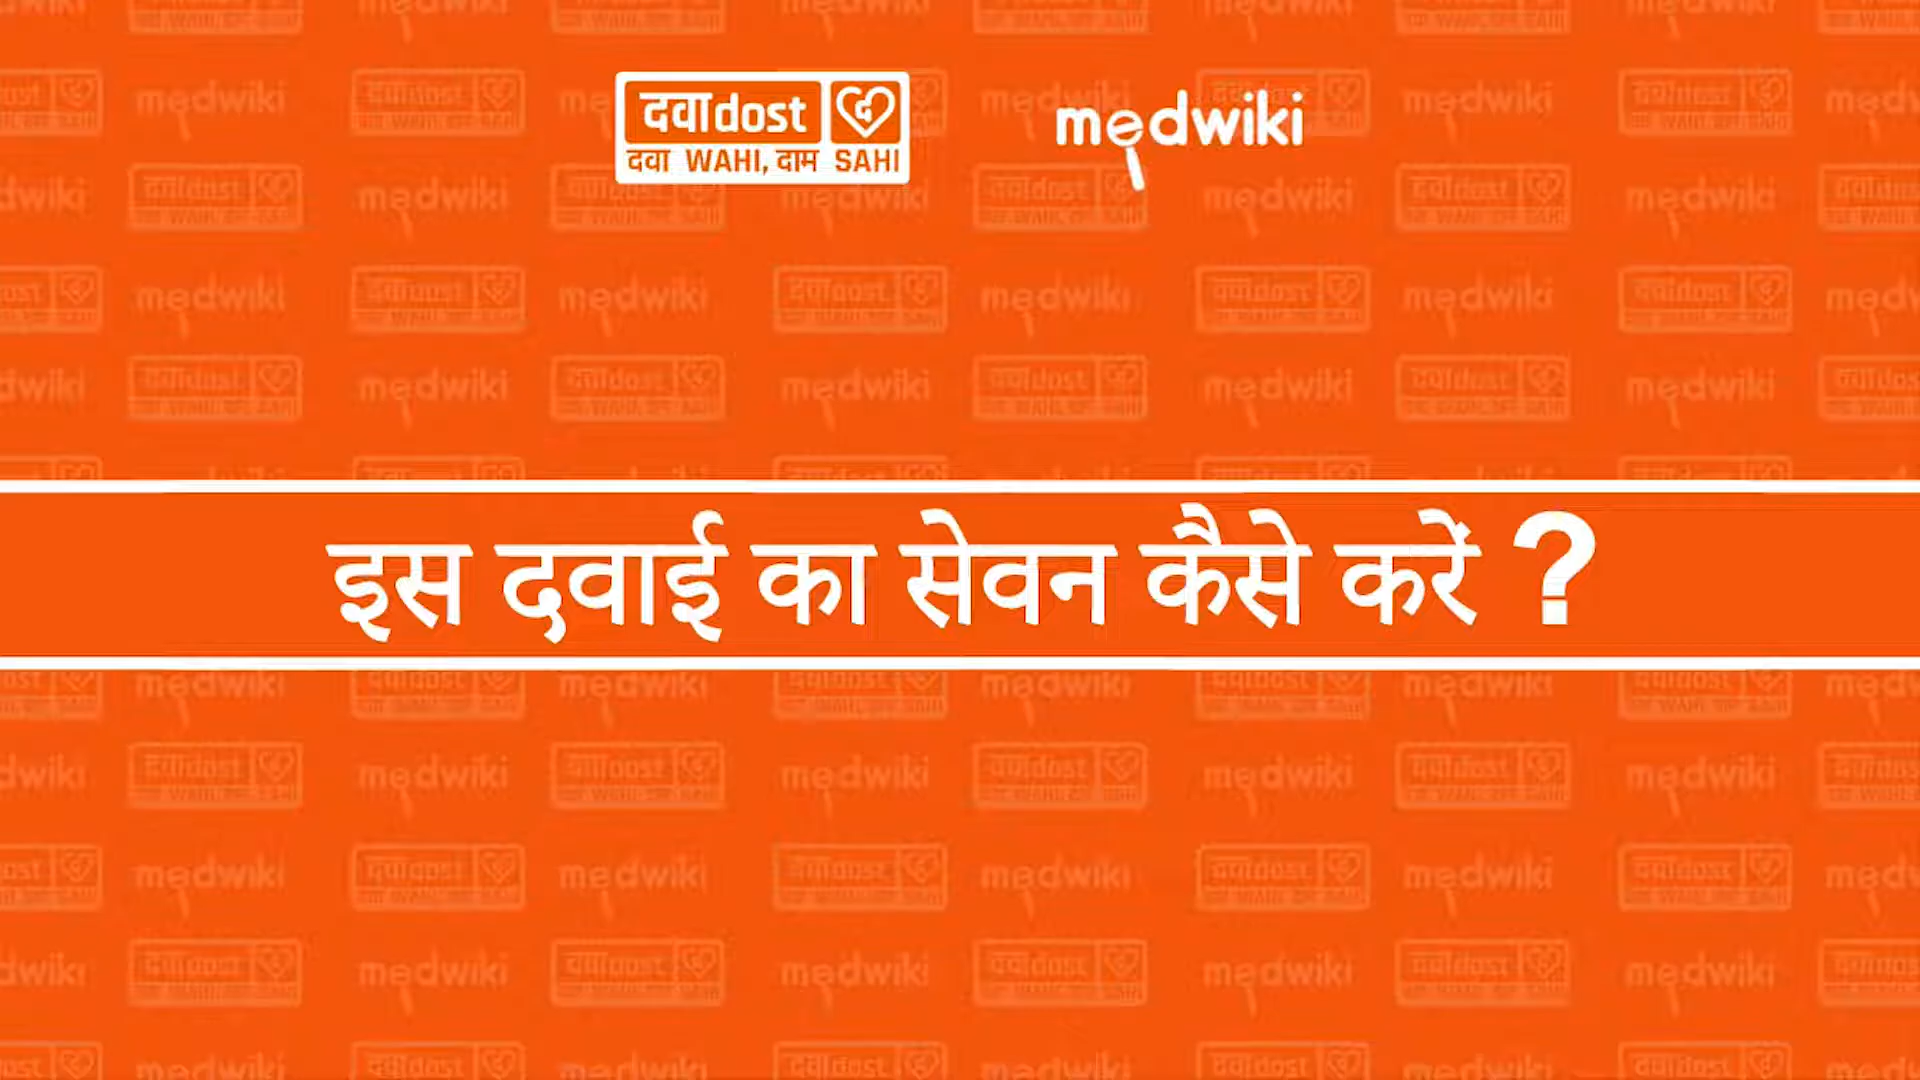 दवाdost द
दवा WAHI, दाम SAHI
medwiki
इस दवाई का सेवन कैसे करें ?